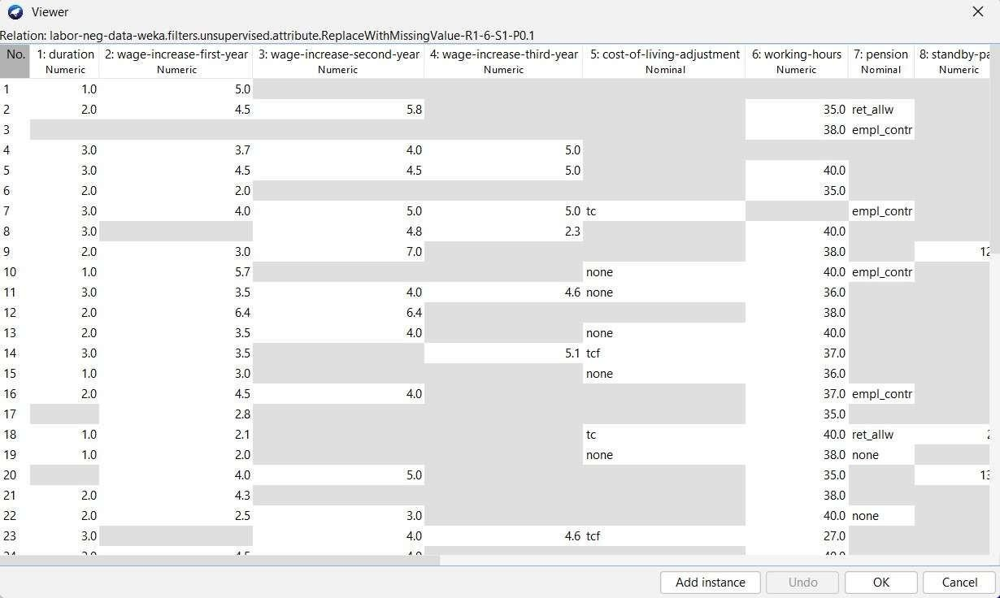 Viewer
Relation: labor-neg-data-weka.filters.unsupervised.attribute.ReplaceWithMissingValue-R1-6-S1-P0.1
No. 1: duration 2: wage-increase-first-year 3: wage-increase-second-year 4: wage-increase-third-year 5: cost-of-living-adjustment 6: working-hours 7: pension 8: standby-pa
Numeric Numeric Numeric Numeric Nominal Numeric Nominal Numeric
1 1.0 5.0
2 2.0 4.5 5.8 35.0 ret_allw
3 38.0 empl_contr
4 3.0 3.7 4.0 5.0
5 3.0 4.5 4.5 5.0 40.0
6 2.0 2.0 35.0
7 3.0 4.0 5.0 5.0 tc empl_contr
8 3.0 4.8 2.3 40.0
9 2.0 3.0 7.0 38.0 12
10 1.0 5.7 none 40.0 empl_contr
11 3.0 3.5 4.0 4.6 none 36.0
12 2.0 6.4 6.4 38.0
13 2.0 3.5 4.0 none 40.0
14 3.0 3.5 5.1 tcf 37.0
15 1.0 3.0 none 36.0
16 2.0 4.5 4.0 37.0 empl_contr
17 2.8 35.0
18 1.0 2.1 tc 40.0 ret_allw 2
19 1.0 2.0 none 38.0 none
20 4.0 5.0 35.0 13
21 2.0 4.3 38.0
22 2.0 2.5 3.0 40.0 none
23 3.0 4.0 4.6 tcf 27.0
Add instance Undo OK Cancel